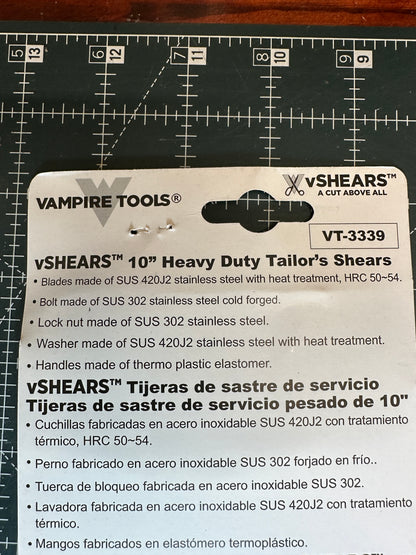 5 6 7 8 9
13 12 11 10 9
VAMPIRE TOOLS®
vSHEARS™
A CUT ABOVE ALL
VT-3339
vSHEARS™ 10” Heavy Duty Tailor's Shears
• Blades made of SUS 420J2 stainless steel with heat treatment, HRC 50~54.
• Bolt made of SUS 302 stainless steel cold forged.
• Lock nut made of SUS 302 stainless steel.
• Washer made of SUS 420J2 stainless steel with heat treatment.
• Handles made of thermo plastic elastomer.
vSHEARS™ Tijeras de sastre de servicio
Tijeras de sastre de servicio pesado de 10"
• Cuchillas fabricadas en acero inoxidable SUS 420J2 con tratamiento
térmico, HRC 50~54.
• Perno fabricado en acero inoxidable SUS 302 forjado en frío..
• Tuerca de bloqueo fabricada en acero inoxidable SUS 302.
• Lavadora fabricada en acero inoxidable SUS 420J2 con tratamiento
térmico.
• Mangos fabricados en elastómero termoplástico.